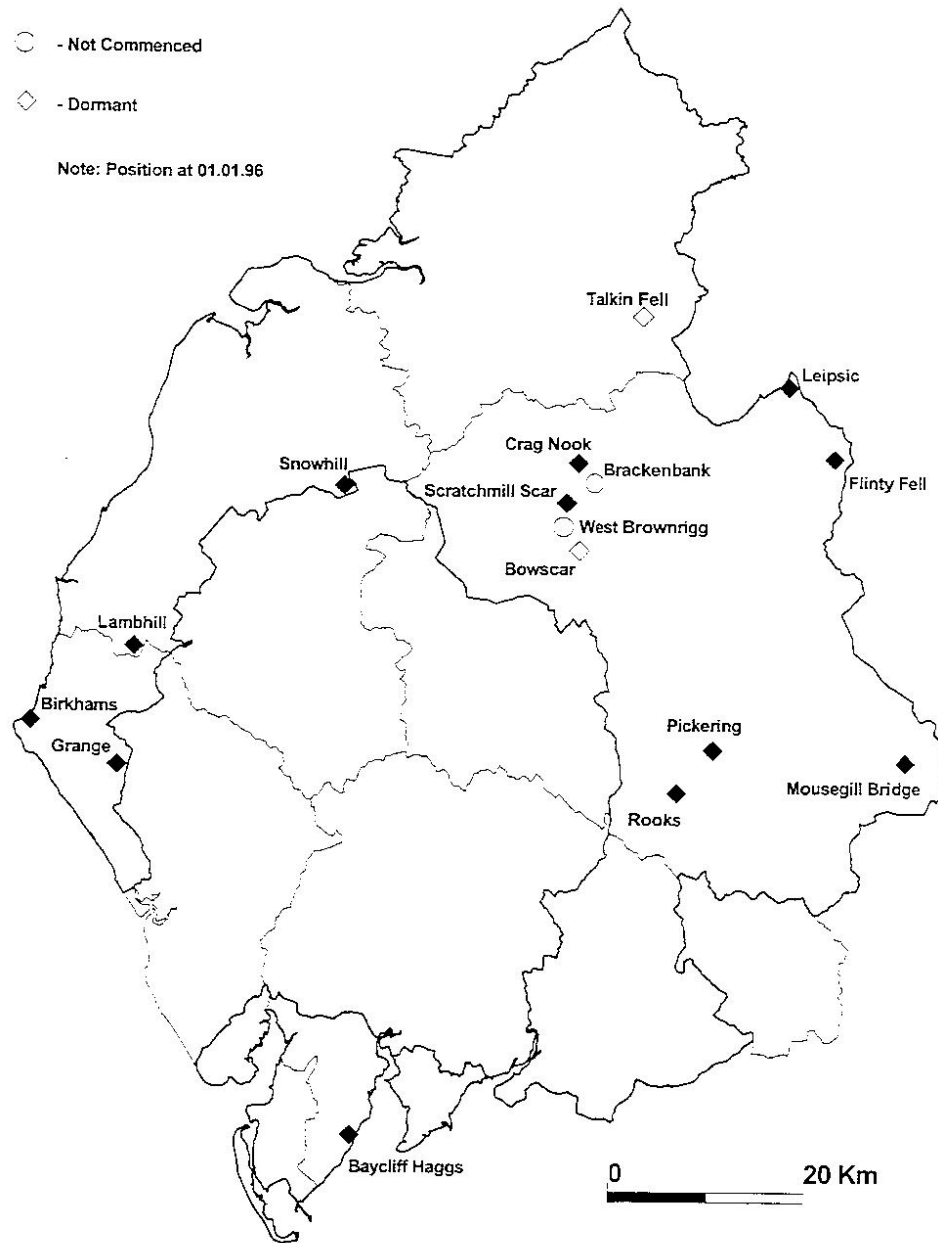 - Not Commenced
- Dormant
Note: Position at 01.01.96
Talkin Fell
Leipsic
Crag Nook
Brackenbank
Snowhill
Scratchmill Scar
Flinty Fell
West Brownrigg
Bowscar
Lambhill
Birkhams
Pickering
Grange
Mousegill Bridge
Rooks
Baycliff Haggs
0 20 Km